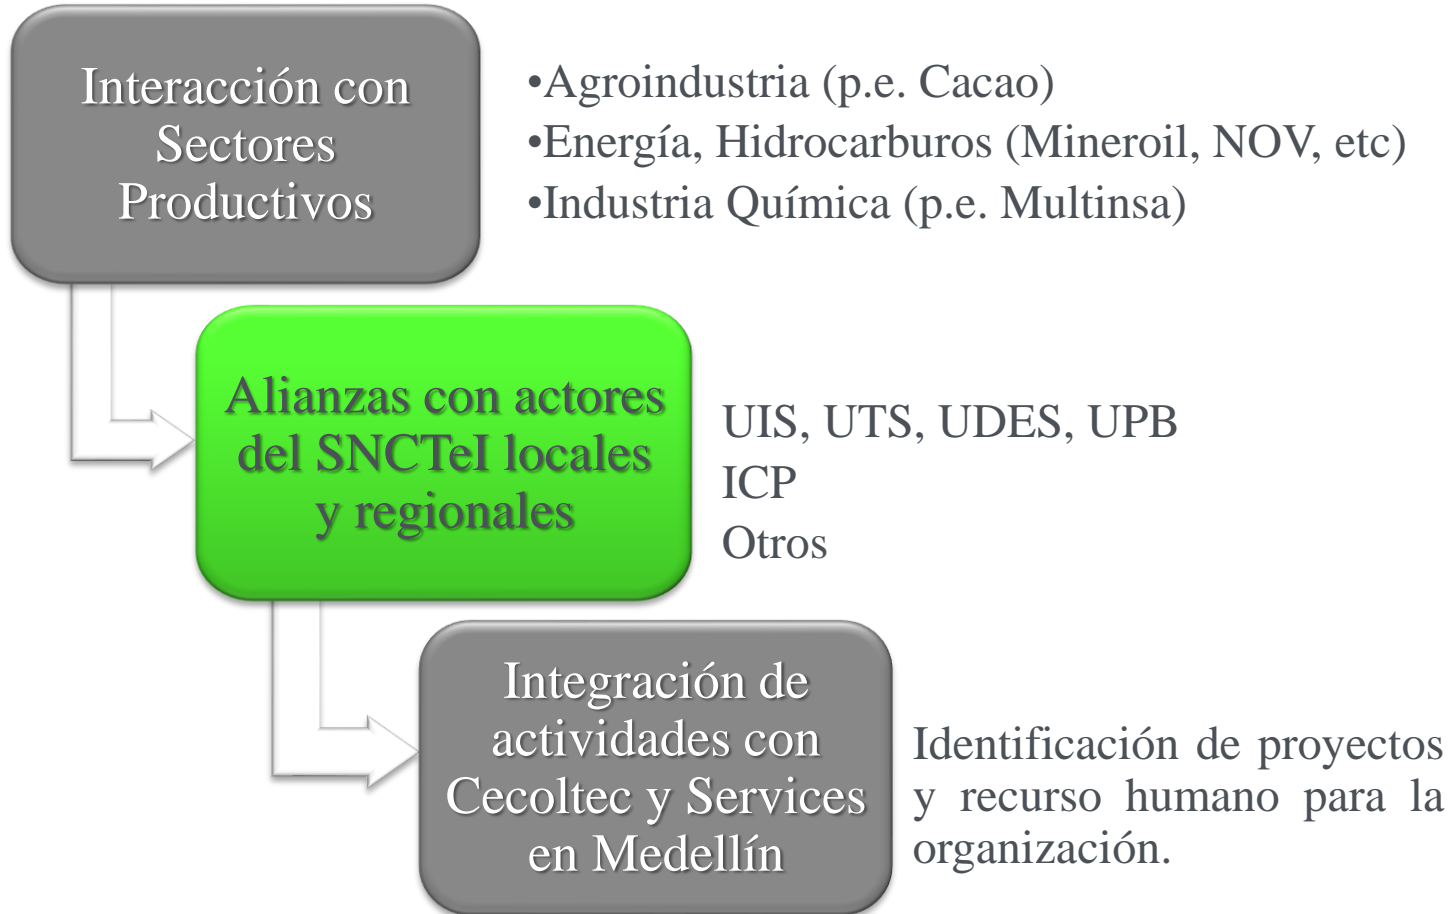 Interacción con
Sectores
Productivos
•Agroindustria (p.e. Cacao)
•Energía, Hidrocarburos (Mineroil, NOV, etc)
•Industria Química (p.e. Multinsa)
Alianzas con actores
del SNCTeI locales
y regionales
UIS, UTS, UDES, UPB
ICP
Otros
Integración de
actividades con
Cecoltec y Services
en Medellín
Identificación de proyectos
y recurso humano para la
organización.